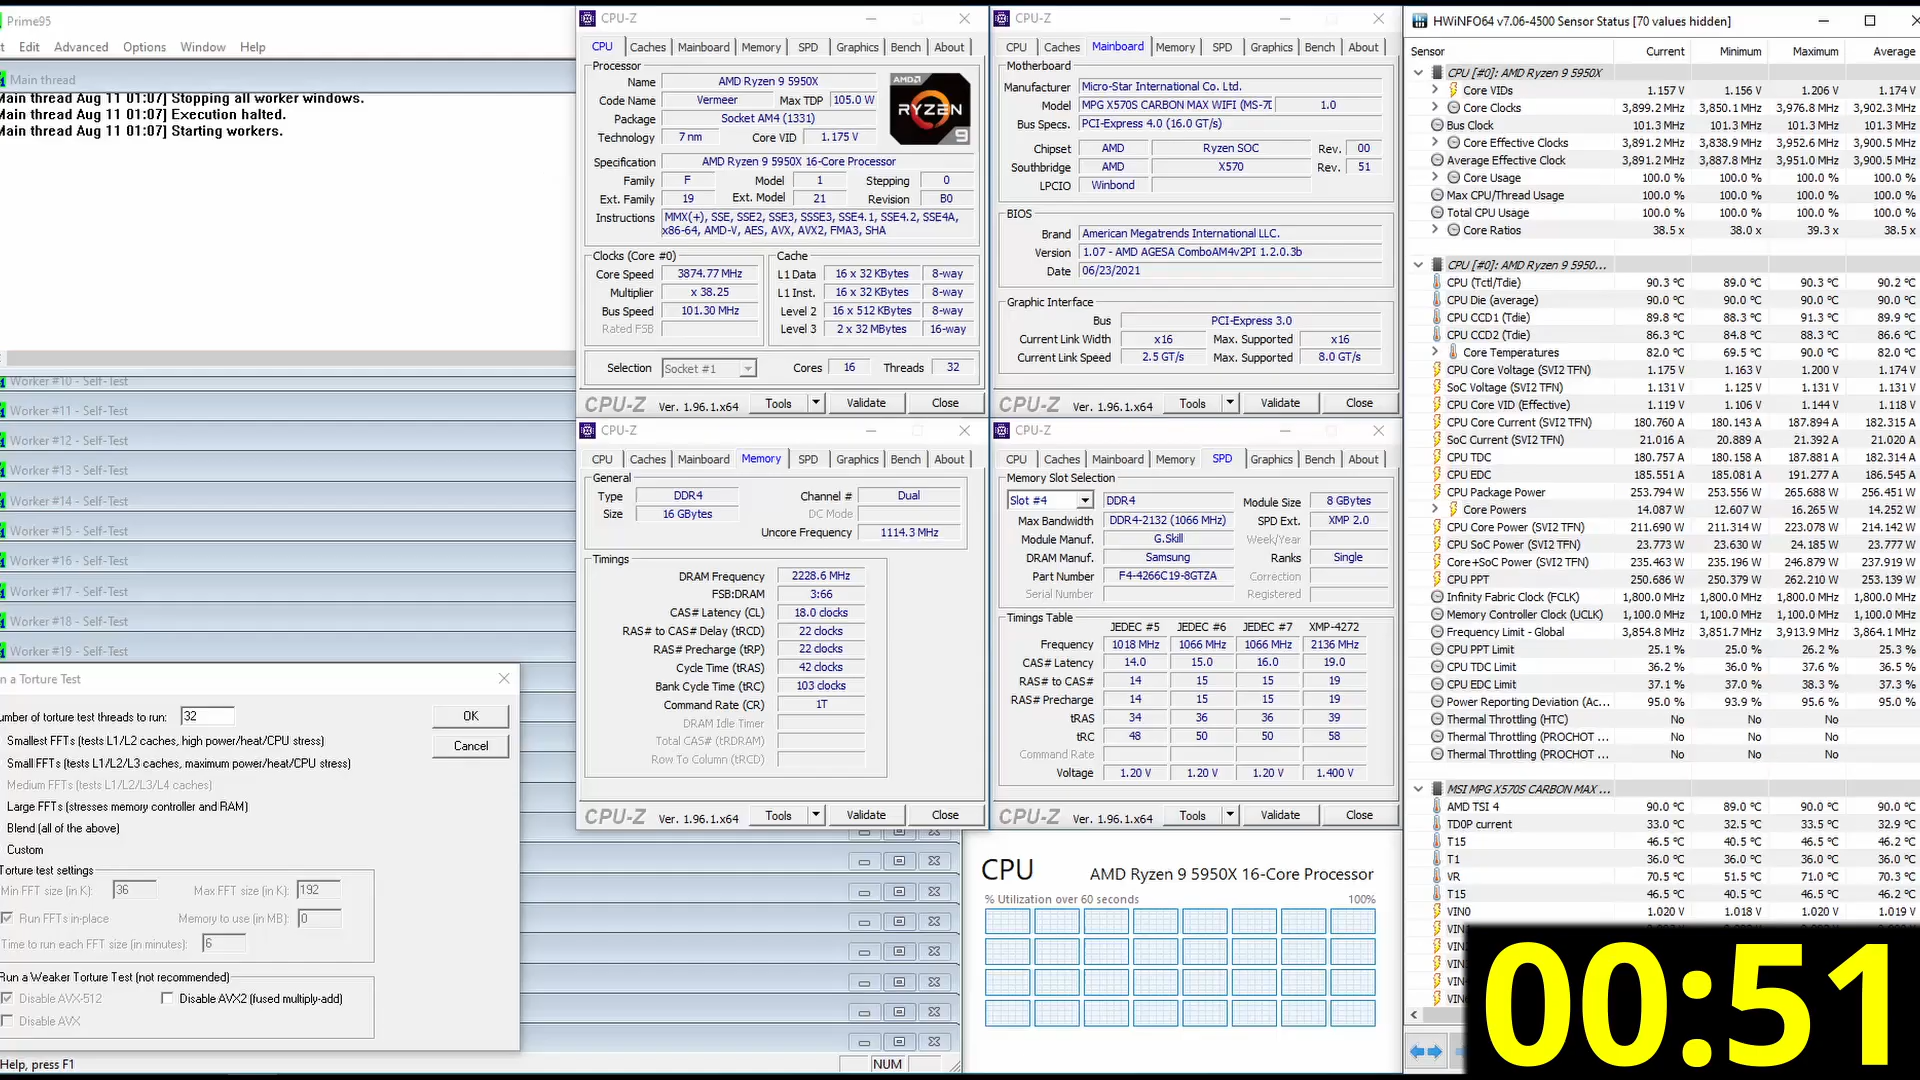 Prime95
Edit Advanced Options Window Help
Main thread
Main thread Aug 11 01:07] Stopping all worker windows.
Main thread Aug 11 01:07] Execution halted.
Main thread Aug 11 01:07] Starting workers.
Worker #10 - Self-Test
Worker #11 - Self-Test
Worker #12 - Self-Test
Worker #13 - Self-Test
Worker #14 - Self-Test
Worker #15 - Self-Test
Worker #16 - Self-Test
Worker #17 - Self-Test
Worker #18 - Self-Test
Worker #19 - Self-Test
n a Torture Test
umber of torture test threads to run: 32 OK
Smallest FFTs (tests L1/L2 caches, high power/heat/CPU stress) Cancel
Small FFTs (tests L1/L2/L3 caches, maximum power/heat/CPU stress)
Medium FFTs (tests L1/L2/L3/L4 caches)
Large FFTs (stresses memory controller and RAM)
Blend (all of the above)
Custom
Torture test settings
Min FFT size (in K): 36 Max FFT size (in K): 192
Run FFTs in-place Memory to use (in MB): 0
Time to run each FFT size (in minutes): 6
Run a Weaker Torture Test (not recommended)
Disable AVX-512 Disable AVX2 (fused multiply-add)
Disable AVX
Help, press F1 NUM
CPU-Z
CPU Caches Mainboard Memory SPD Graphics Bench About
Processor
Name AMD Ryzen 9 5950X
Code Name Vermeer Max TDP 105.0 W
Package Socket AM4 (1331)
Technology 7 nm Core VID 1.175 V
AMD RYZEN 9
Specification AMD Ryzen 9 5950X 16-Core Processor
Family F Model 1 Stepping 0
Ext. Family 19 Ext. Model 21 Revision B0
Instructions MMX(+), SSE, SSE2, SSE3, SSSE3, SSE4.1, SSE4.2, SSE4A,
x86-64, AMD-V, AES, AVX, AVX2, FMA3, SHA
Clocks (Core #0)
Core Speed 3874.77 MHz
Multiplier x 38.25
Bus Speed 101.30 MHz
Rated FSB
Cache
L1 Data 16 x 32 KBytes 8-way
L1 Inst. 16 x 32 KBytes 8-way
Level 2 16 x 512 KBytes 8-way
Level 3 2 x 32 MBytes 16-way
Selection Socket #1 Cores 16 Threads 32
CPU-Z Ver. 1.96.1.x64 Tools Validate Close
CPU-Z
CPU Caches Mainboard Memory SPD Graphics Bench About
Motherboard
Manufacturer Micro-Star International Co. Ltd.
Model MPG X570S CARBON MAX WIFI (MS-7D 1.0
Bus Specs. PCI-Express 4.0 (16.0 GT/s)
Chipset AMD Ryzen SOC Rev. 00
Southbridge AMD X570 Rev. 51
LPCIO Winbond
BIOS
Brand American Megatrends International LLC.
Version 1.07 - AMD AGESA ComboAM4v2PI 1.2.0.3b
Date 06/23/2021
Graphic Interface
Bus PCI-Express 3.0
Current Link Width x16 Max. Supported x16
Current Link Speed 2.5 GT/s Max. Supported 8.0 GT/s
CPU-Z Ver. 1.96.1.x64 Tools Validate Close
CPU-Z
CPU Caches Mainboard Memory SPD Graphics Bench About
General
Type DDR4 Channel # Dual
Size 16 GBytes DC Mode
Uncore Frequency 1114.3 MHz
Timings
DRAM Frequency 2228.6 MHz
FSB:DRAM 3:66
CAS# Latency (CL) 18.0 clocks
RAS# to CAS# Delay (tRCD) 22 clocks
RAS# Precharge (tRP) 22 clocks
Cycle Time (tRAS) 42 clocks
Bank Cycle Time (tRC) 103 clocks
Command Rate (CR) 1T
DRAM Idle Timer
Total CAS# (tRDRAM)
Row To Column (tRCD)
CPU-Z Ver. 1.96.1.x64 Tools Validate Close
CPU-Z
CPU Caches Mainboard Memory SPD Graphics Bench About
Memory Slot Selection
Slot #4 DDR4 Module Size 8 GBytes
Max Bandwidth DDR4-2132 (1066 MHz) SPD Ext. XMP 2.0
Module Manuf. G.Skill Week/Year
DRAM Manuf. Samsung Ranks Single
Part Number F4-4266C19-8GTZA Correction
Serial Number Registered
Timings Table
JEDEC #5 JEDEC #6 JEDEC #7 XMP-4272
Frequency 1018 MHz 1066 MHz 1066 MHz 2136 MHz
CAS# Latency 14.0 15.0 16.0 19.0
RAS# to CAS# 14 15 15 19
RAS# Precharge 14 15 15 19
tRAS 34 36 36 39
tRC 48 50 50 58
Command Rate
Voltage 1.20 V 1.20 V 1.20 V 1.400 V
CPU-Z Ver. 1.96.1.x64 Tools Validate Close
CPU AMD Ryzen 9 5950X 16-Core Processor
% Utilization over 60 seconds 100%
HWiNFO64 v7.06-4500 Sensor Status [70 values hidden]
Sensor Current Minimum Maximum Average
CPU [#0]: AMD Ryzen 9 5950X
Core VIDs 1.157 V 1.156 V 1.206 V 1.174 V
Core Clocks 3,899.2 MHz 3,850.1 MHz 3,976.8 MHz 3,902.3 MHz
Bus Clock 101.3 MHz 101.3 MHz 101.3 MHz 101.3 MHz
Core Effective Clocks 3,891.2 MHz 3,838.9 MHz 3,952.6 MHz 3,900.5 MHz
Average Effective Clock 3,891.2 MHz 3,887.8 MHz 3,951.0 MHz 3,900.5 MHz
Core Usage 100.0 % 100.0 % 100.0 % 100.0 %
Max CPU/Thread Usage 100.0 % 100.0 % 100.0 % 100.0 %
Total CPU Usage 100.0 % 100.0 % 100.0 % 100.0 %
Core Ratios 38.5 x 38.0 x 39.3 x 38.5 x
CPU [#0]: AMD Ryzen 9 5950...
CPU (Tctl/Tdie) 90.3 °C 89.0 °C 90.3 °C 90.2 °C
CPU Die (average) 90.0 °C 90.0 °C 90.0 °C 90.0 °C
CPU CCD1 (Tdie) 89.8 °C 88.3 °C 91.3 °C 89.9 °C
CPU CCD2 (Tdie) 86.3 °C 84.8 °C 88.3 °C 86.6 °C
Core Temperatures 82.0 °C 69.5 °C 90.0 °C 82.0 °C
CPU Core Voltage (SVI2 TFN) 1.175 V 1.163 V 1.200 V 1.174 V
SoC Voltage (SVI2 TFN) 1.131 V 1.125 V 1.131 V 1.131 V
CPU Core VID (Effective) 1.119 V 1.106 V 1.144 V 1.118 V
CPU Core Current (SVI2 TFN) 180.760 A 180.143 A 187.894 A 182.315 A
SoC Current (SVI2 TFN) 21.016 A 20.889 A 21.392 A 21.020 A
CPU TDC 180.757 A 180.158 A 187.881 A 182.314 A
CPU EDC 185.551 A 185.081 A 191.277 A 186.545 A
CPU Package Power 253.794 W 253.556 W 265.688 W 256.451 W
Core Powers 14.087 W 12.607 W 16.265 W 14.252 W
CPU Core Power (SVI2 TFN) 211.690 W 211.314 W 223.078 W 214.142 W
CPU SoC Power (SVI2 TFN) 23.773 W 23.630 W 24.185 W 23.777 W
Core+SoC Power (SVI2 TFN) 235.463 W 235.196 W 246.879 W 237.919 W
CPU PPT 250.686 W 250.379 W 262.210 W 253.139 W
Infinity Fabric Clock (FCLK) 1,800.0 MHz 1,800.0 MHz 1,800.0 MHz 1,800.0 MHz
Memory Controller Clock (UCLK) 1,100.0 MHz 1,100.0 MHz 1,100.0 MHz 1,100.0 MHz
Frequency Limit - Global 3,854.8 MHz 3,851.7 MHz 3,913.9 MHz 3,864.1 MHz
CPU PPT Limit 25.1 % 25.0 % 26.2 % 25.3 %
CPU TDC Limit 36.2 % 36.0 % 37.6 % 36.5 %
CPU EDC Limit 37.1 % 37.0 % 38.3 % 37.3 %
Power Reporting Deviation (Ac... 95.0 % 93.9 % 95.6 % 95.0 %
Thermal Throttling (HTC) No No No
Thermal Throttling (PROCHOT ... No No No
Thermal Throttling (PROCHOT ... No No No
MSI MPG X570S CARBON MAX ...
AMD TSI 4 90.0 °C 89.0 °C 90.0 °C 90.0 °C
TD0P current 33.0 °C 32.5 °C 33.5 °C 32.9 °C
T15 46.5 °C 40.5 °C 46.5 °C 46.2 °C
T1 36.0 °C 36.0 °C 36.0 °C 36.0 °C
VR 70.5 °C 51.5 °C 71.0 °C 70.3 °C
T15 46.5 °C 40.5 °C 46.5 °C 46.2 °C
VIN0 1.020 V 1.018 V 1.020 V 1.019 V
00:51